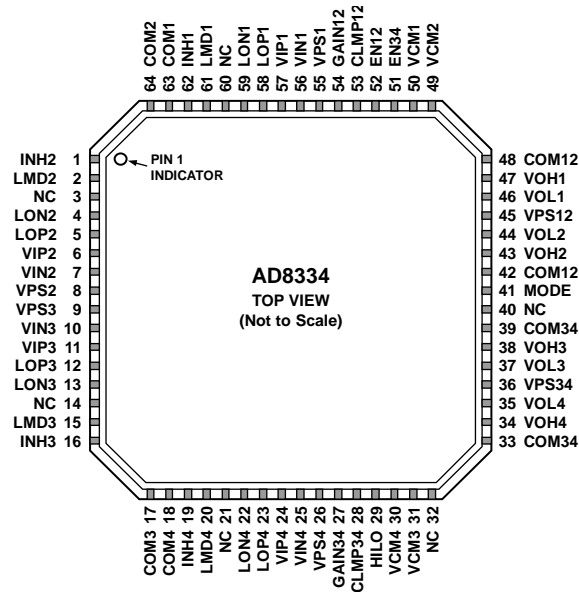 64 COM2
63 COM1
62 INH1
61 LMD1
60 NC
59 LON1
58 LOP1
57 VIP1
56 VIN1
55 VPS1
54 GAIN12
53 CLMP12
52 EN12
51 EN34
50 VCM1
49 VCM2
INH2 1
LMD2 2
NC 3
LON2 4
LOP2 5
VIP2 6
VIN2 7
VPS2 8
VPS3 9
VIN3 10
VIP3 11
LOP3 12
LON3 13
NC 14
LMD3 15
INH3 16
PIN 1
INDICATOR
AD8334
TOP VIEW
(Not to Scale)
48 COM12
47 VOH1
46 VOL1
45 VPS12
44 VOL2
43 VOH2
42 COM12
41 MODE
40 NC
39 COM34
38 VOH3
37 VOL3
36 VPS34
35 VOL4
34 VOH4
33 COM34
COM3 17
COM4 18
INH4 19
LMD4 20
NC 21
LON4 22
LOP4 23
VIP4 24
VIN4 25
VPS4 26
GAIN34 27
CLMP34 28
HILO 29
VCM4 30
VCM3 31
NC 32